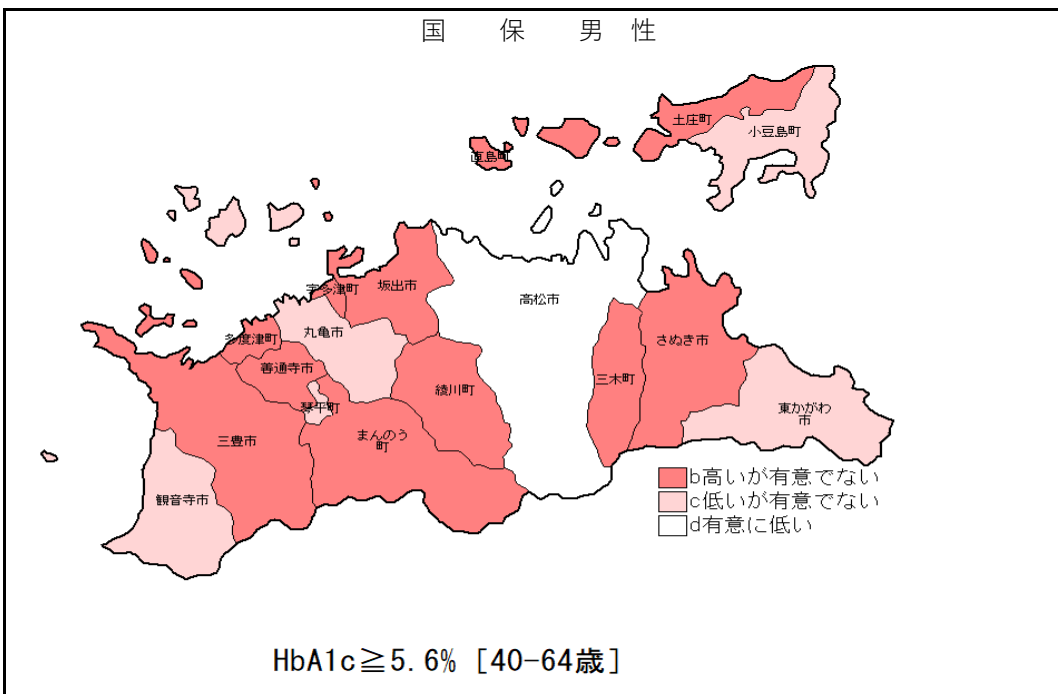 国 保 男 性
土庄町
小豆島町
直島町
宇多津町
坂出市
高松市
丸亀市
多度津町
さぬき市
善通寺市
三木町
綾川町
琴平町
東かがわ
市
まんのう
町
三豊市
観音寺市
b高いが有意でない
c低いが有意でない
d有意に低い
HbA1c≧5.6% [40-64歳]